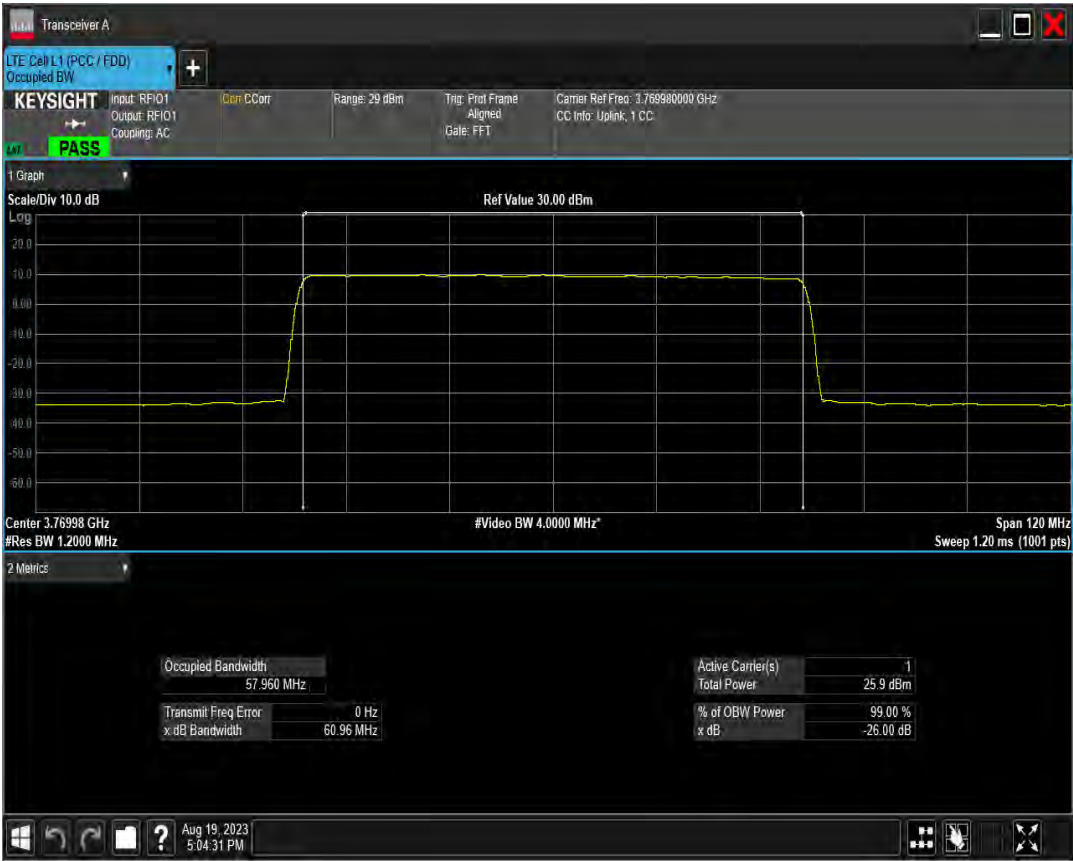 Transceiver A
LTE Cell L1 (PCC / FDD)
Occupied BW
+
KEYSIGHT
Input: RFIO1
Output: RFIO1
Coupling: AC
Corr CCorr
Range: 29 dBm
Trig: Prot Frame
Aligned
Gate: FFT
Carrier Ref Freq: 3.769980000 GHz
CC Info: Uplink, 1 CC
PASS
1 Graph
Scale/Div 10.0 dB
Ref Value 30.00 dBm
Log
20.0
10.0
0.00
-10.0
-20.0
-30.0
-40.0
-50.0
-60.0
Center 3.76998 GHz
#Video BW 4.0000 MHz*
Span 120 MHz
#Res BW 1.2000 MHz
Sweep 1.20 ms (1001 pts)
2 Metrics
Occupied Bandwidth
57.960 MHz
Transmit Freq Error 0 Hz
x dB Bandwidth 60.96 MHz
Active Carrier(s) 1
Total Power 25.9 dBm
% of OBW Power 99.00 %
x dB -26.00 dB
?
Aug 19, 2023
5:04:31 PM